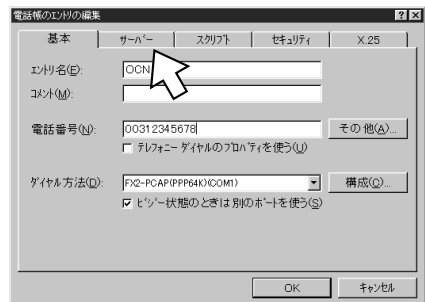 電話帳のエントリの編集
基本 サーバー スクリプト セキュリティ X.25
エントリ名(E): OCN
コメント(M):
電話番号(N): 00312345678 その他(A)...
テレフォニー ダイヤルのプロパティを使う(U)
ダイヤル方法(D): FX2-PCAP(PPP64K)(COM1) 構成(C)...
ビジー状態のときは別のポートを使う(S)
OK キャンセル